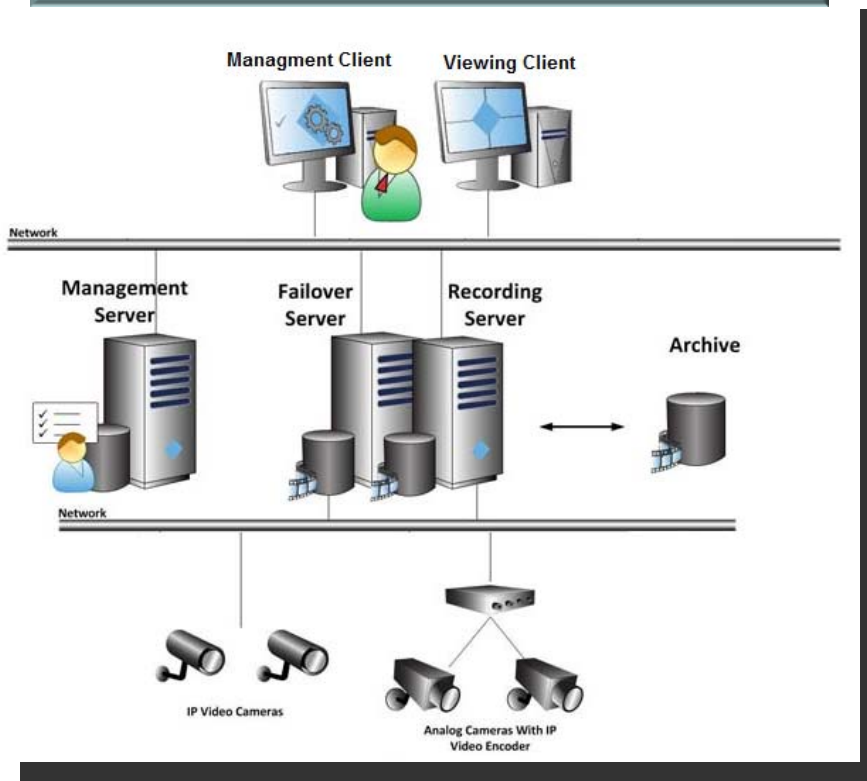 Managment Client
Viewing Client
Network
Management
Server
Failover
Server
Recording
Server
Archive
Network
IP Video Cameras
Analog Cameras With IP
Video Encoder